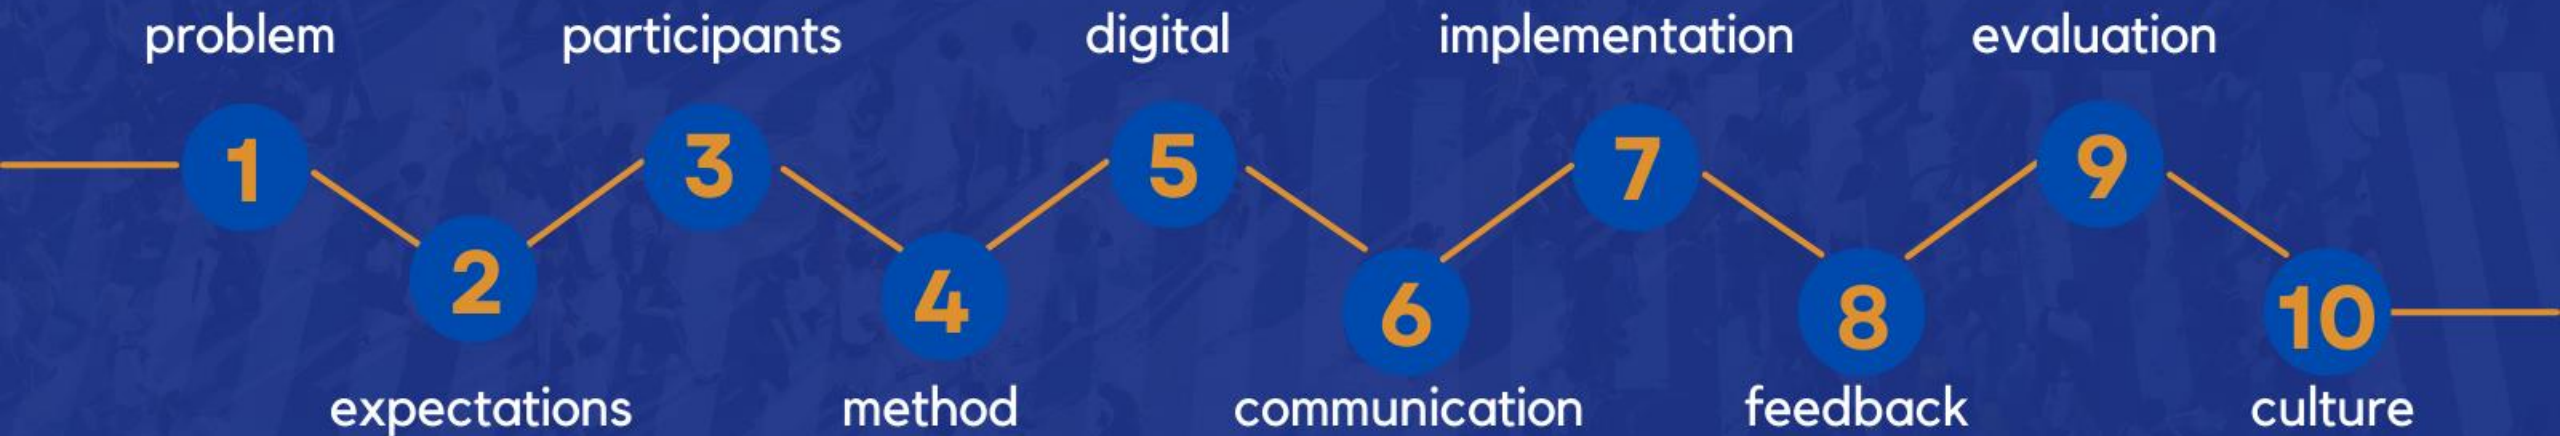 problem
participants
digital
implementation
evaluation
1
2
3
4
5
6
7
8
9
10
expectations
method
communication
feedback
culture